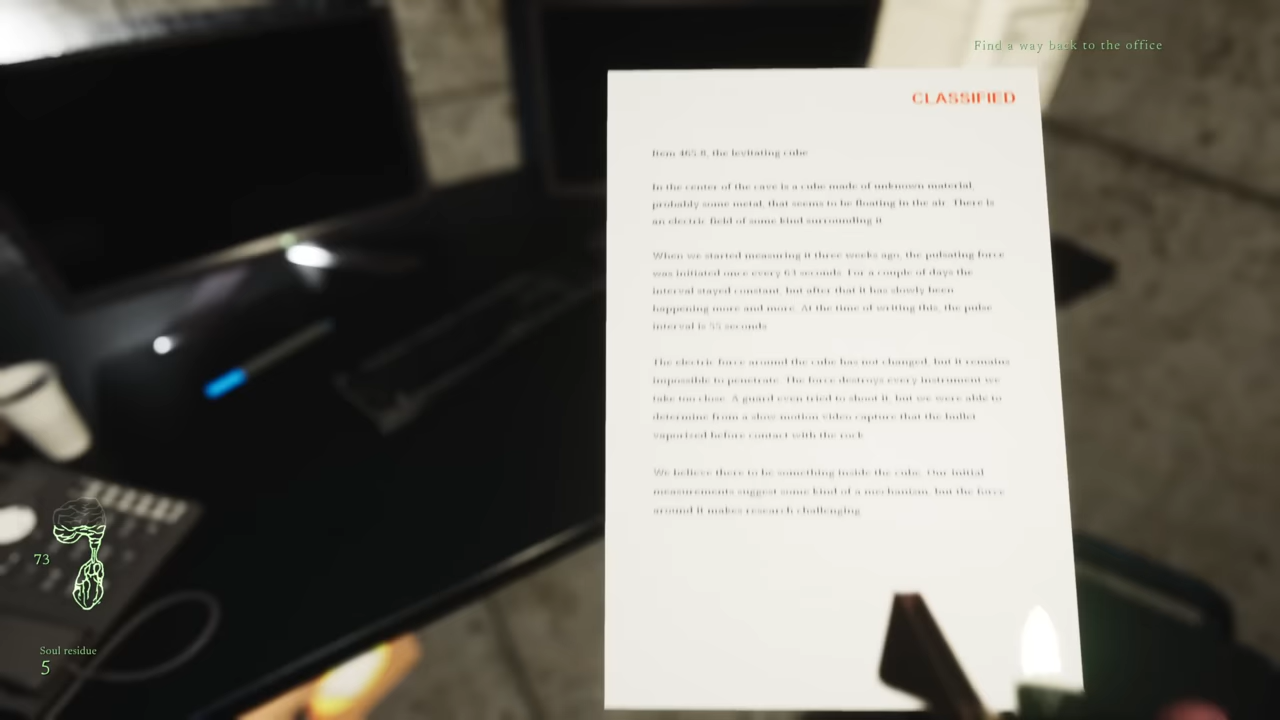 Find a way back to the office
CLASSIFIED
Item 465.8, the levitating cube
In the center of the cave is a cube made of unknown material,
probably some metal, that seems to be floating in the air. There is
an electric field of some kind surrounding it.
When we started measuring it three weeks ago, the pulsating force
was initiated once every 63 seconds. For a couple of days the
interval stayed constant, but after that it has slowly been
happening more and more. At the time of writing this, the pulse
interval is 55 seconds.
The electric force around the cube has not changed, but it remains
impossible to penetrate. The force destroys every instrument we
take too close. A guard even tried to shoot it, but we were able to
determine from a slow motion video capture that the bullet
vaporized before contact with the rock.
We believe there to be something inside the cube. Our initial
measurements suggest some kind of a mechanism, but the force
around it makes research challenging.
73
Soul residue
5